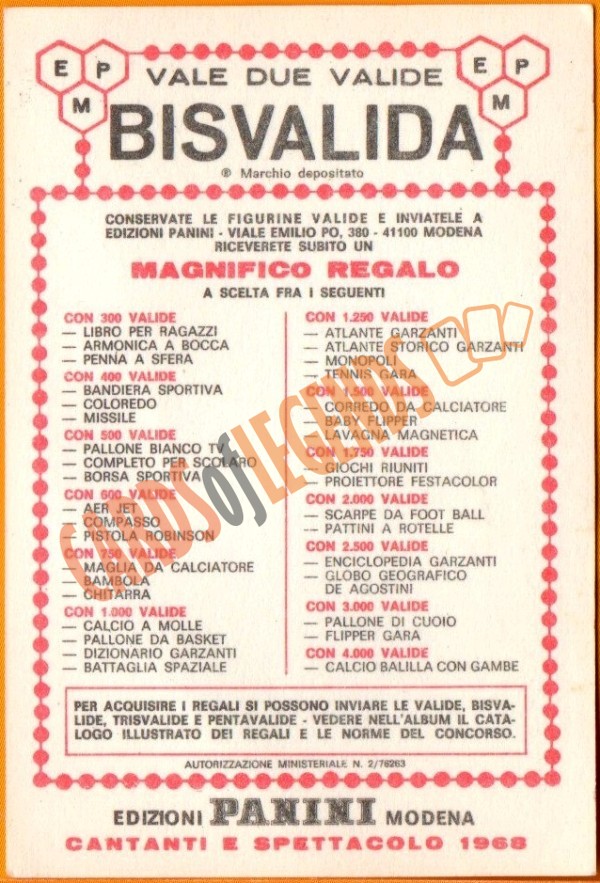 E P M
E P M
VALE DUE VALIDE
BISVALIDA
® Marchio depositato
CONSERVATE LE FIGURINE VALIDE E INVIATELE A
EDIZIONI PANINI - VIALE EMILIO PO, 380 - 41100 MODENA
RICEVERETE SUBITO UN
MAGNIFICO REGALO
A SCELTA FRA I SEGUENTI
CON 300 VALIDE
— LIBRO PER RAGAZZI
— ARMONICA A BOCCA
— PENNA A SFERA
CON 400 VALIDE
— BANDIERA SPORTIVA
— COLOREDO
— MISSILE
CON 500 VALIDE
— PALLONE BIANCO TV
— COMPLETO PER SCOLARO
— BORSA SPORTIVA
CON 600 VALIDE
— AER JET
— COMPASSO
— PISTOLA ROBINSON
CON 750 VALIDE
— MAGLIA DA CALCIATORE
— BAMBOLA
— CHITARRA
CON 1.000 VALIDE
— CALCIO A MOLLE
— PALLONE DA BASKET
— DIZIONARIO GARZANTI
— BATTAGLIA SPAZIALE
CON 1.250 VALIDE
— ATLANTE GARZANTI
— ATLANTE STORICO GARZANTI
— MONOPOLI
— TENNIS GARA
CON 1.500 VALIDE
— CORREDO DA CALCIATORE
— BABY FLIPPER
— LAVAGNA MAGNETICA
CON 1.750 VALIDE
— GIOCHI RIUNITI
— PROIETTORE FESTACOLOR
CON 2.000 VALIDE
— SCARPE DA FOOT BALL
— PATTINI A ROTELLE
CON 2.500 VALIDE
— ENCICLOPEDIA GARZANTI
— GLOBO GEOGRAFICO
DE AGOSTINI
CON 3.000 VALIDE
— PALLONE DI CUOIO
— FLIPPER GARA
CON 4.000 VALIDE
— CALCIO BALILLA CON GAMBE
CARDS of LEGENDS
PER ACQUISIRE I REGALI SI POSSONO INVIARE LE VALIDE, BISVA-
LIDE, TRISVALIDE E PENTAVALIDE - VEDERE NELL'ALBUM IL CATA-
LOGO ILLUSTRATO DEI REGALI E LE NORME DEL CONCORSO.
AUTORIZZAZIONE MINISTERIALE N. 2/76263
EDIZIONI PANINI MODENA
CANTANTI E SPETTACOLO 1968